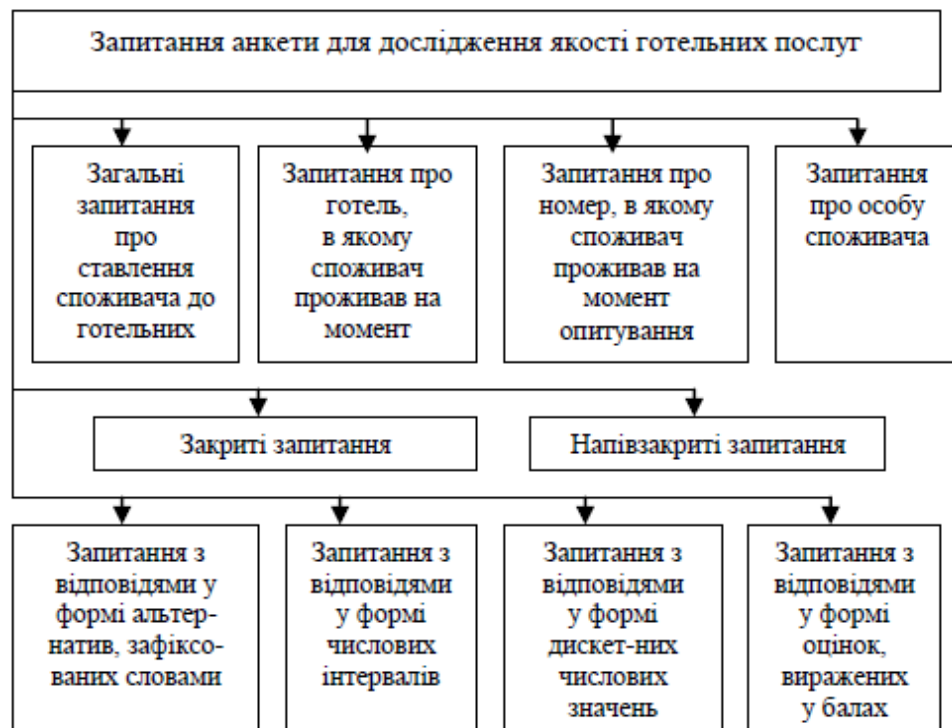 Запитання анкети для дослідження якості готельних послуг
Загальні
запитання
про
ставлення
споживача до
готельних
Запитання про
готель,
в якому
споживач
проживав на
момент
Запитання про
номер, в якому
споживач
проживав на
момент
опитування
Запитання
про особу
споживача
Закриті запитання
Напівзакриті запитання
Запитання з
відповідями у
формі альтер-
натив, зафіксо-
ваних словами
Запитання з
відповідями
у формі
числових
інтервалів
Запитання з
відповідями
у формі
дискет-них
числових
значень
Запитання з
відповідями
у формі
оцінок,
виражених
у балах